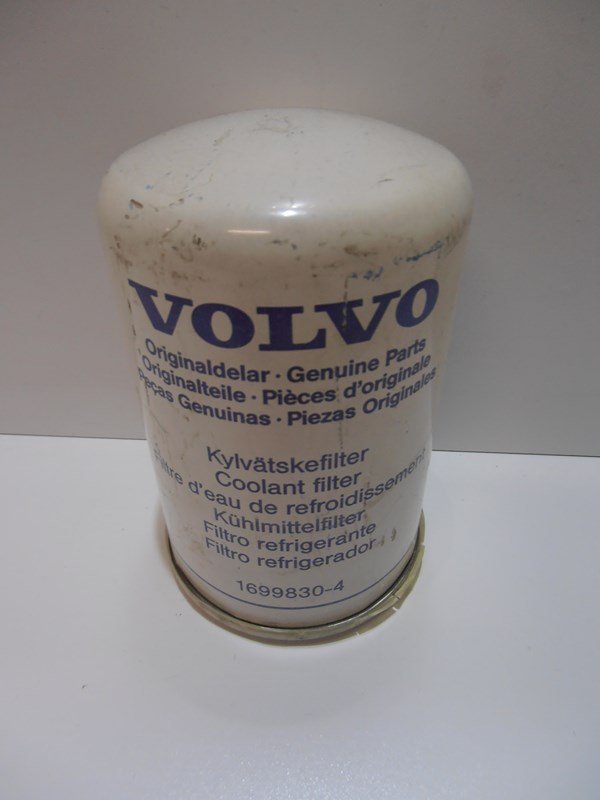 VOLVO
Originaldelar · Genuine Parts
Originalteile · Pièces d'originale
Peças Genuinas · Piezas Originales
Kylvätskefilter
Coolant filter
Filtre d'eau de refroidissement
Kühlmittelfilter
Filtro refrigerante
Filtro refrigerador
1699830-4